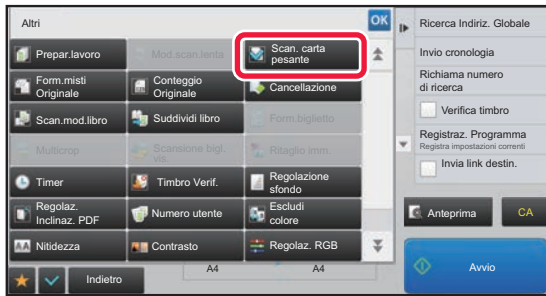 Altri
OK
Prepar.lavoro
Mod.scan.lenta
Scan. carta
pesante
Form.misti
Originale
Conteggio
Originale
Cancellazione
Scan.mod.libro
Suddividi libro
Form.biglietto
Multicrop
Scansione bigl.
vis.
Ritaglio imm.
Timer
Timbro Verif.
Regolazione
sfondo
Regolaz.
Inclinaz. PDF
Numero utente
Escludi
colore
AA Nitidezza
Contrasto
Regolaz. RGB
Indietro
A4
A4
Ricerca Indiriz. Globale
Invio cronologia
Richiama numero
di ricerca
Verifica timbro
Registraz. Programma
Registra impostazioni correnti
Invia link destin.
Anteprima
CA
Avvio